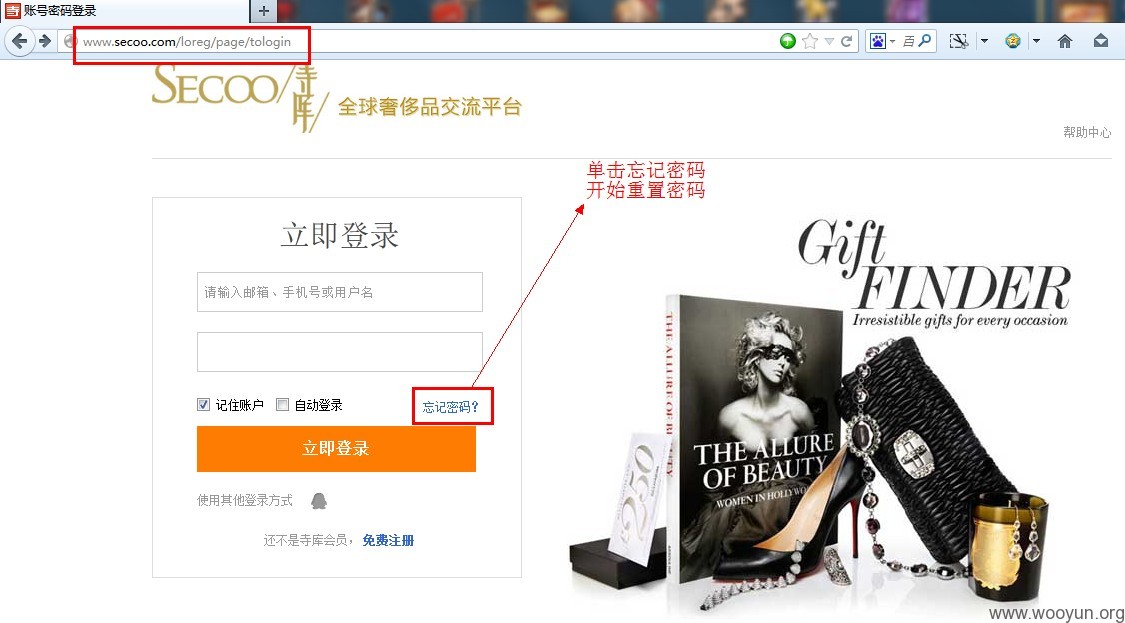 账号密码登录
www.secoo.com/loreg/page/tologin
百
SECOO/寺库/
全球奢侈品交流平台
帮助中心
单击忘记密码
开始重置密码
立即登录
请输入邮箱、手机号或用户名
记住账户
自动登录
忘记密码?
立即登录
使用其他登录方式
还不是寺库会员，免费注册
Gift
FINDER
Irresistible gifts for every occasion
THE ALLURE OF BEAUTY
THE ALLURE
OF BEAUTY
WOMEN IN HOLLYWO
250
www.wooyun.org